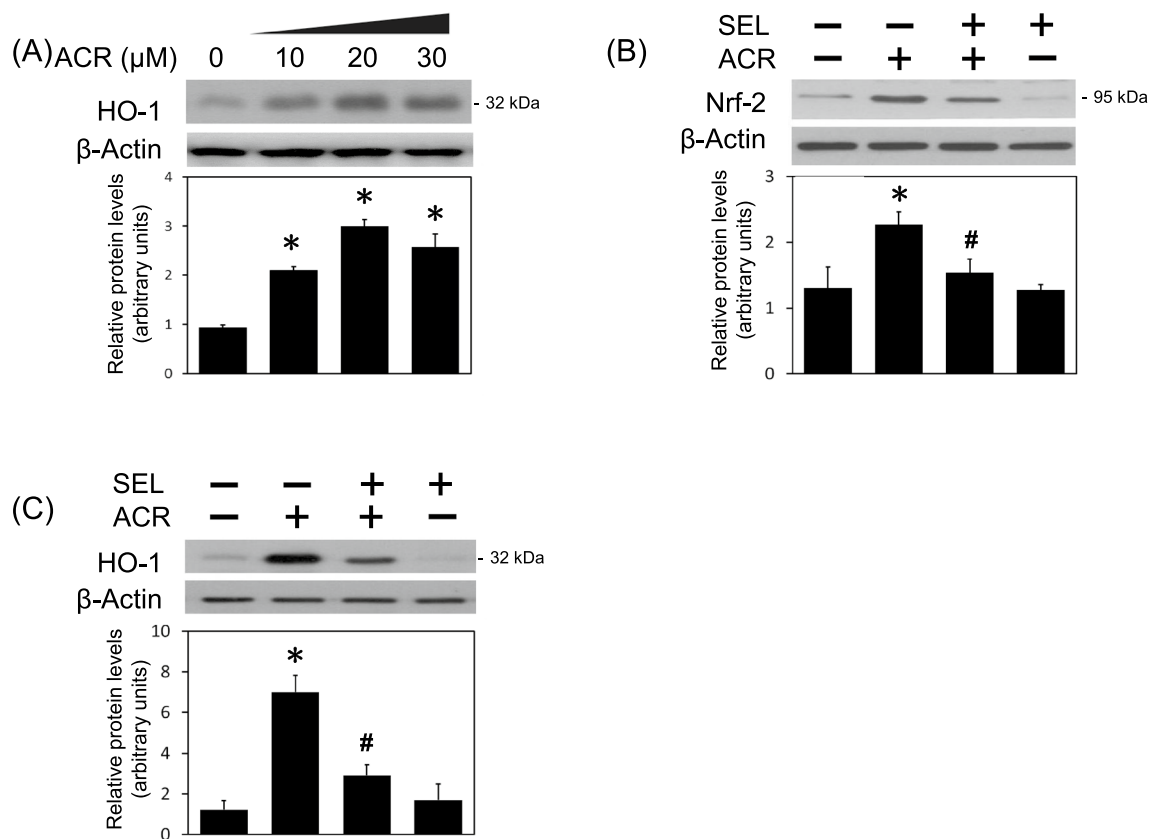 (A)
ACR (µM) 0 10 20 30
HO-1
- 32 kDa
β-Actin
Relative protein levels
(arbitrary units)
4
3
2
1
0
*
*
*
(B)
SEL − − + +
ACR − + + −
Nrf-2
- 95 kDa
β-Actin
Relative protein levels
(arbitrary units)
3
2
1
0
*
#
(C)
SEL − − + +
ACR − + + −
HO-1
- 32 kDa
β-Actin
Relative protein levels
(arbitrary units)
10
8
6
4
2
0
*
#